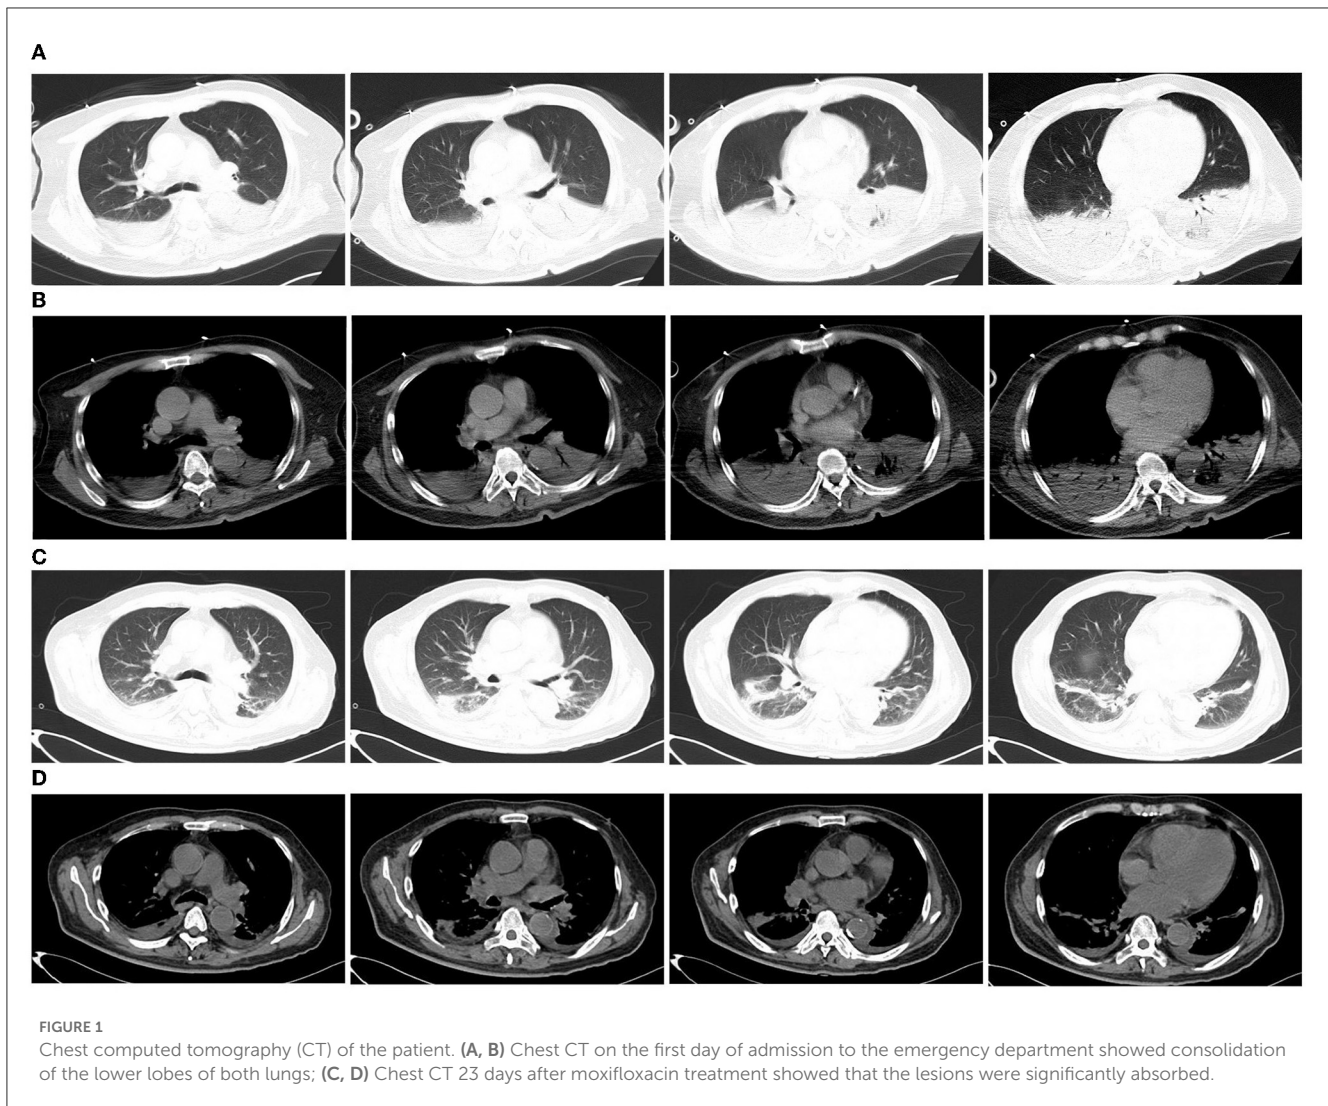 A
B
C
D
FIGURE 1
Chest computed tomography (CT) of the patient. (A, B) Chest CT on the first day of admission to the emergency department showed consolidation
of the lower lobes of both lungs; (C, D) Chest CT 23 days after moxifloxacin treatment showed that the lesions were significantly absorbed.